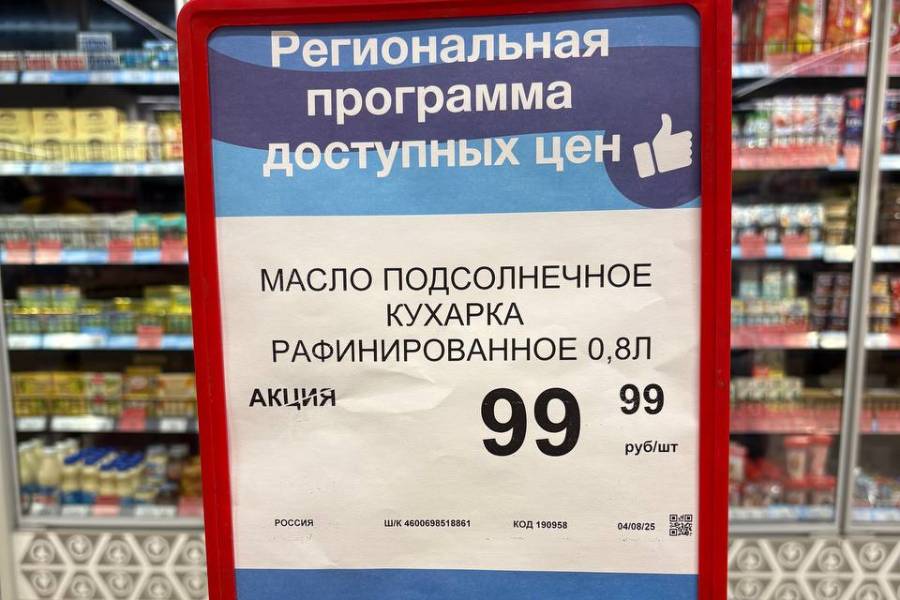 Региональная
программа
доступных цен
МАСЛО ПОДСОЛНЕЧНОЕ
КУХАРКА
РАФИНИРОВАННОЕ 0,8Л
АКЦИЯ 99 99
руб/шт
РОССИЯ Ш/К 4600698518861 КОД 190958 04/08/25